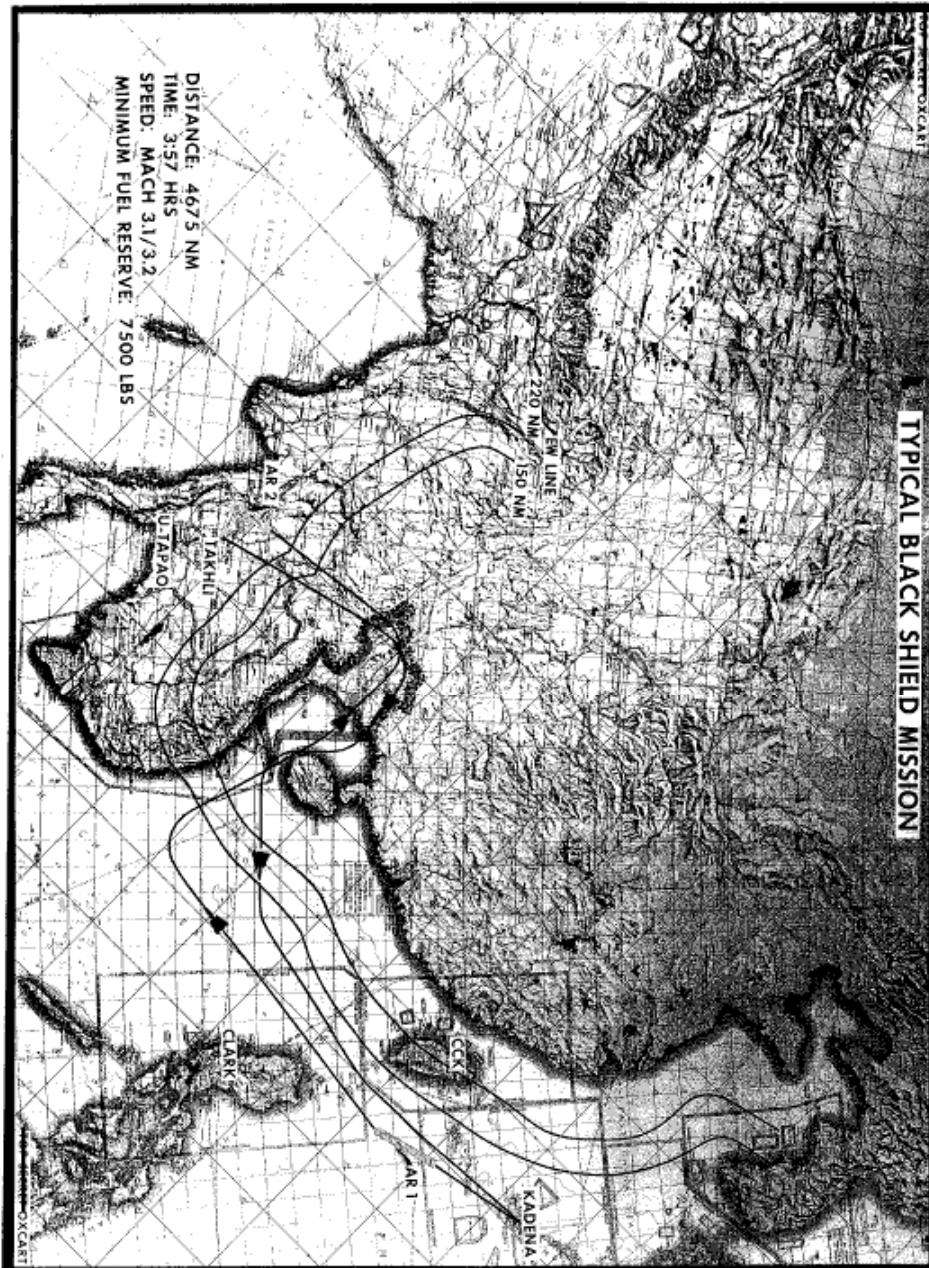 TYPICAL BLACK SHIELD MISSION
OXCART
DISTANCE: 4675 NM
TIME: 3:57 HRS
SPEED: MACH 3.1/3.2
MINIMUM FUEL RESERVE: 7500 LBS
220 NM
EW LINE
150 NM
AR 2
TAKHLI
U-TAPAO
CCK
CLARK
AR 1
KADENA
OXCART